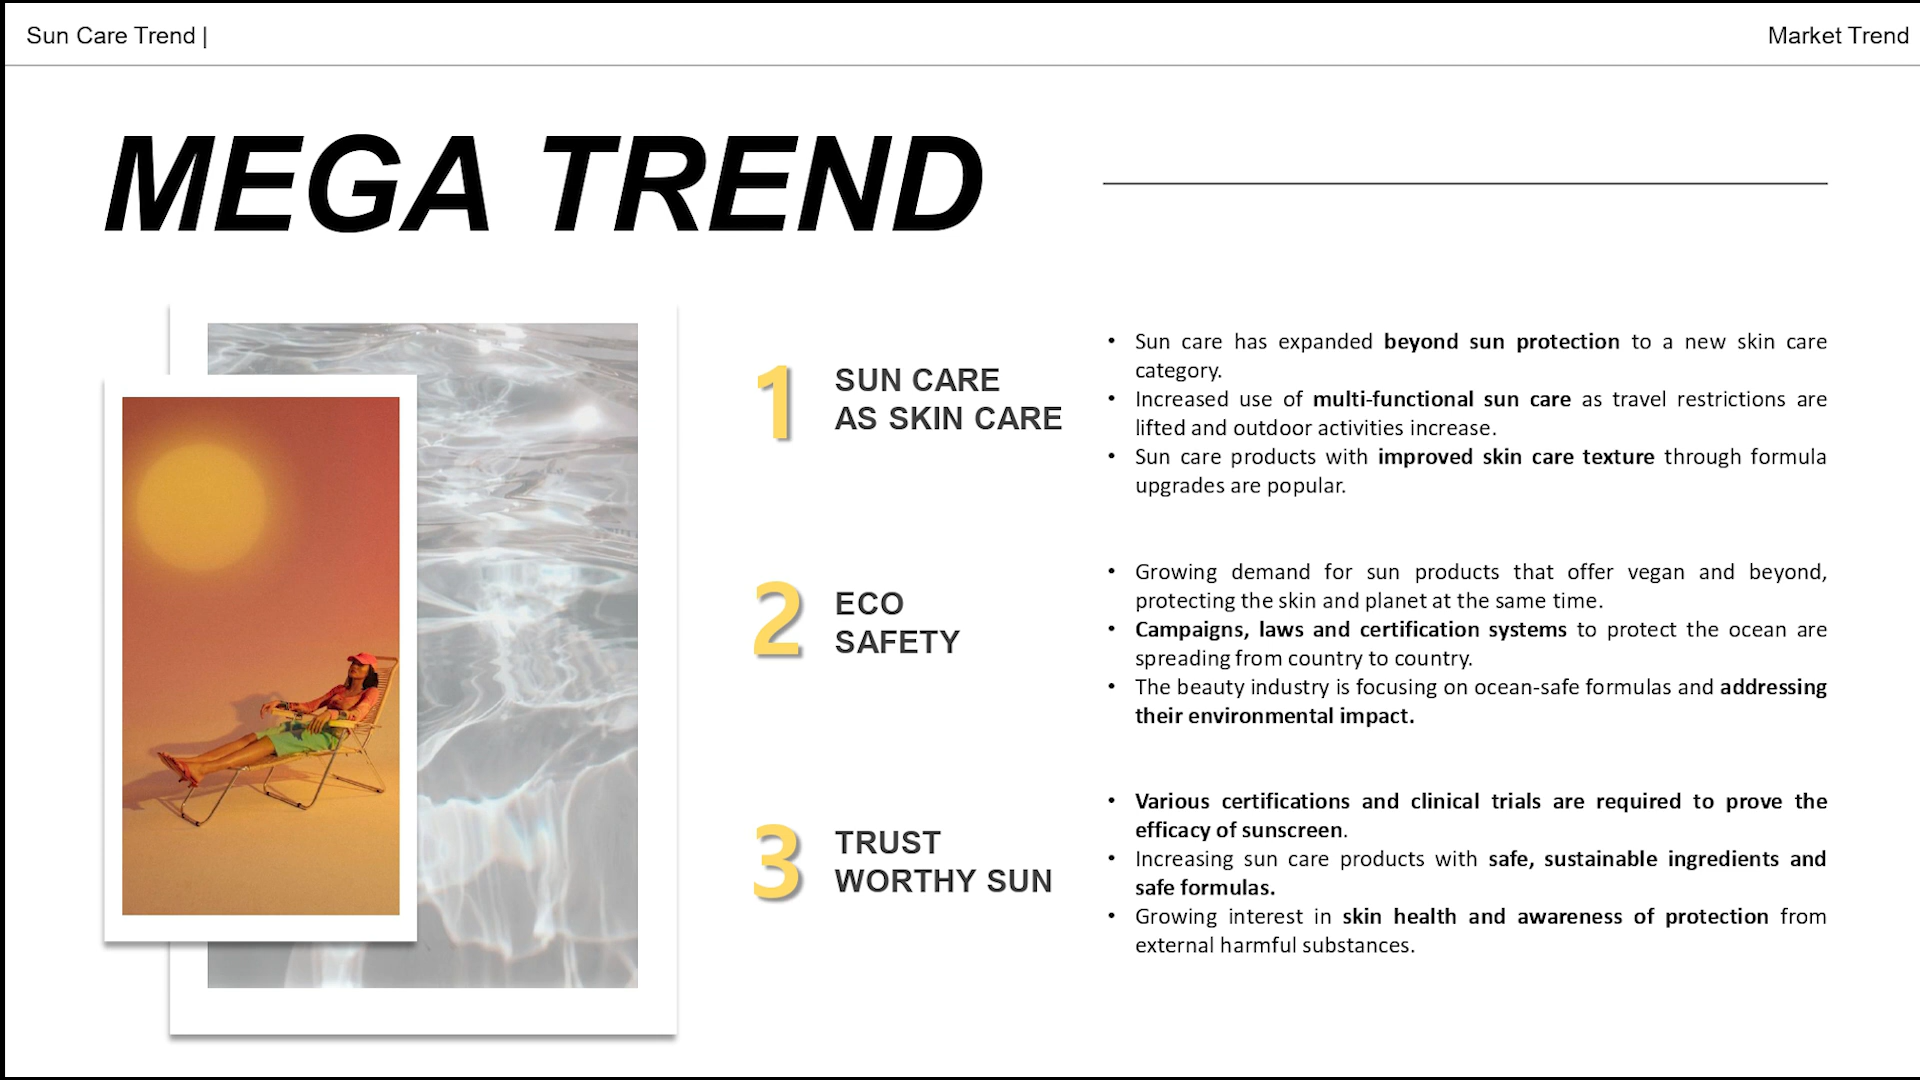 Sun Care Trend |
Market Trend
MEGA TREND
1
SUN CARE
AS SKIN CARE
• Sun care has expanded beyond sun protection to a new skin care
category.
• Increased use of multi-functional sun care as travel restrictions are
lifted and outdoor activities increase.
• Sun care products with improved skin care texture through formula
upgrades are popular.
2
ECO
SAFETY
• Growing demand for sun products that offer vegan and beyond,
protecting the skin and planet at the same time.
• Campaigns, laws and certification systems to protect the ocean are
spreading from country to country.
• The beauty industry is focusing on ocean-safe formulas and addressing
their environmental impact.
3
TRUST
WORTHY SUN
• Various certifications and clinical trials are required to prove the
efficacy of sunscreen.
• Increasing sun care products with safe, sustainable ingredients and
safe formulas.
• Growing interest in skin health and awareness of protection from
external harmful substances.